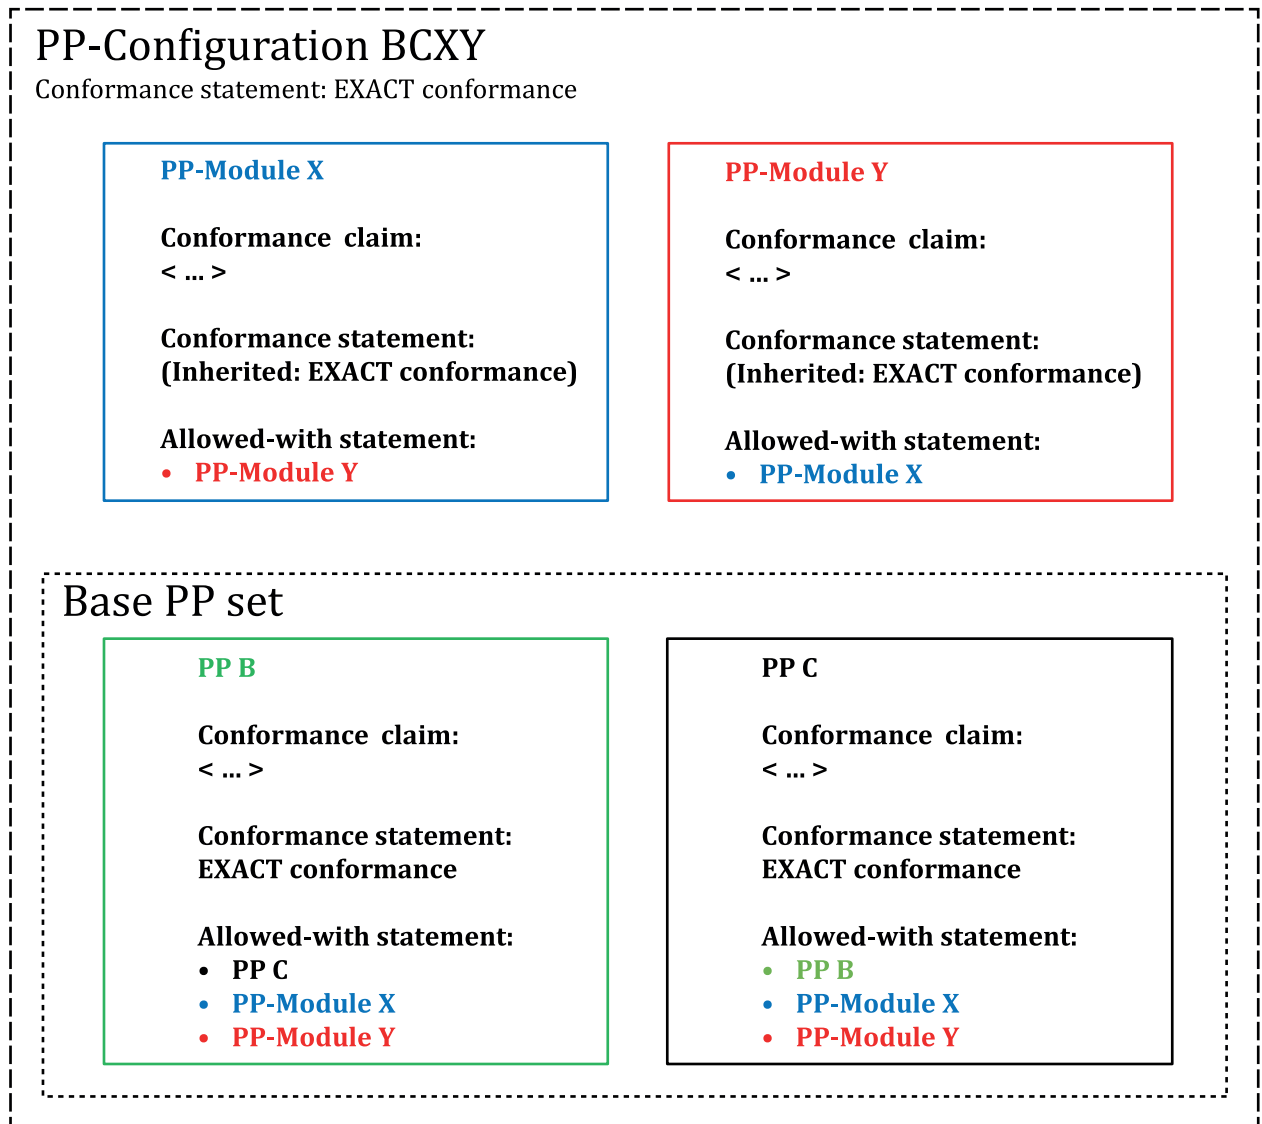 PP-Configuration BCXY
Conformance statement: EXACT conformance
PP-Module X
Conformance claim:
< ... >
Conformance statement:
(Inherited: EXACT conformance)
Allowed-with statement:
• PP-Module Y
PP-Module Y
Conformance claim:
< ... >
Conformance statement:
(Inherited: EXACT conformance)
Allowed-with statement:
• PP-Module X
Base PP set
PP B
Conformance claim:
< ... >
Conformance statement:
EXACT conformance
Allowed-with statement:
• PP C
• PP-Module X
• PP-Module Y
PP C
Conformance claim:
< ... >
Conformance statement:
EXACT conformance
Allowed-with statement:
• PP B
• PP-Module X
• PP-Module Y